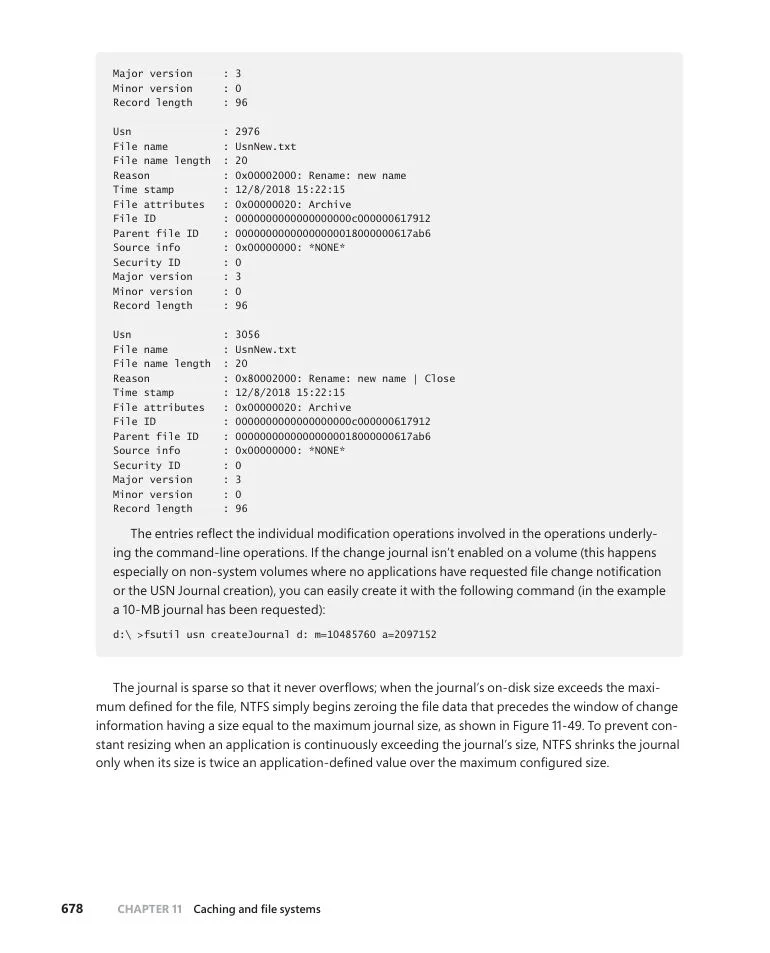 Major version     : 3
Minor version     : 0
Record length     : 96
Usn               : 2976
File name         : UsnNew.txt
File name length  : 20
Reason            : 0x00002000: Rename: new name
Time stamp        : 12/8/2018 15:22:15
File attributes   : 0x00000020: Archive
File ID           : 0000000000000000000c000000617912
Parent file ID    : 00000000000000000018000000617ab6
Source info       : 0x00000000: *NONE*
Security ID       : 0
Major version     : 3
Minor version     : 0
Record length     : 96
Usn               : 3056
File name         : UsnNew.txt
File name length  : 20
Reason            : 0x80002000: Rename: new name | Close
Time stamp        : 12/8/2018 15:22:15
File attributes   : 0x00000020: Archive
File ID           : 0000000000000000000c000000617912
Parent file ID    : 00000000000000000018000000617ab6
Source info       : 0x00000000: *NONE*
Security ID       : 0
Major version     : 3
Minor version     : 0
Record length     : 96
The entries reflect the individual modification operations involved in the operations underly-
ing the command-line operations. If the change journal isn't enabled on a volume (this happens
especially on non-system volumes where no applications have requested file change notification
or the USN Journal creation), you can easily create it with the following command (in the example
a 10-MB journal has been requested):
d:\ >fsutil usn createJournal d: m=10485760 a=2097152
The journal is sparse so that it never overflows; when the journal's on-disk size exceeds the maxi-
mum defined for the file, NTFS simply begins zeroing the file data that precedes the window of change
information having a size equal to the maximum journal size, as shown in Figure 11-49. To prevent con-
stant resizing when an application is continuously exceeding the journal's size, NTFS shrinks the journal
only when its size is twice an application-defined value over the maximum configured size.
678 CHAPTER 11 Caching and file systems